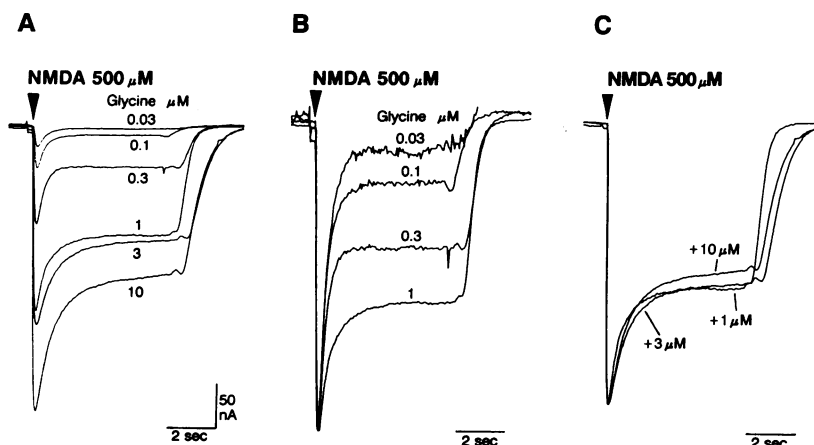 A
NMDA 500 μM
Glycine μM
0.03
0.1
0.3
1
3
10
50
nA
2 sec
B
NMDA 500 μM
Glycine μM
0.03
0.1
0.3
1
2 sec
C
NMDA 500 μM
+10 μM
+1 μM
+3 μM
2 sec